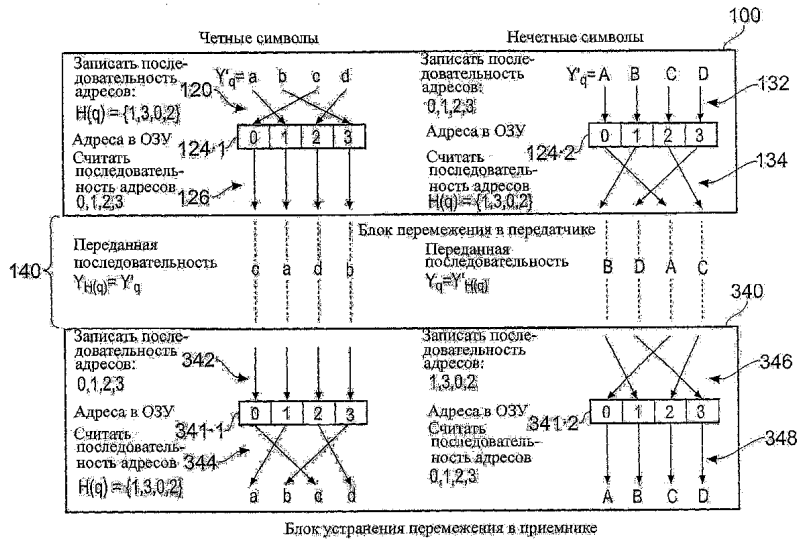 100
Четные символы
Нечетные символы
Записать после-
довательность
адресов:
H(q) = {1,3,0,2}
120
Y'q= a b c d
Адреса в ОЗУ
124-1
0 1 2 3
Считать
последователь-
ность адресов
0,1,2,3
126
Записать после-
довательность
адресов:
0,1,2,3
Y'q= A B C D
132
Адреса в ОЗУ
124-2
0 1 2 3
Считать
последователь-
ность адресов
H(q) = {1,3,0,2}
134
Блок перемежения в передатчике
140
Переданная
последовательность
YH(q)= Y'q
c a d b
Переданная
последовательность
Yq=Y'H(q)
B D A C
340
Записать после-
довательность
адресов:
0,1,2,3
342
Адреса в ОЗУ
341-1
0 1 2 3
Считать
последователь-
ность адресов
H(q) = {1,3,0,2}
344
a b c d
Записать после-
довательность
адресов:
1,3,0,2
346
Адреса в ОЗУ
341-2
0 1 2 3
Считать
последователь-
ность адресов
0,1,2,3
348
A B C D
Блок устранения перемежения в приемнике